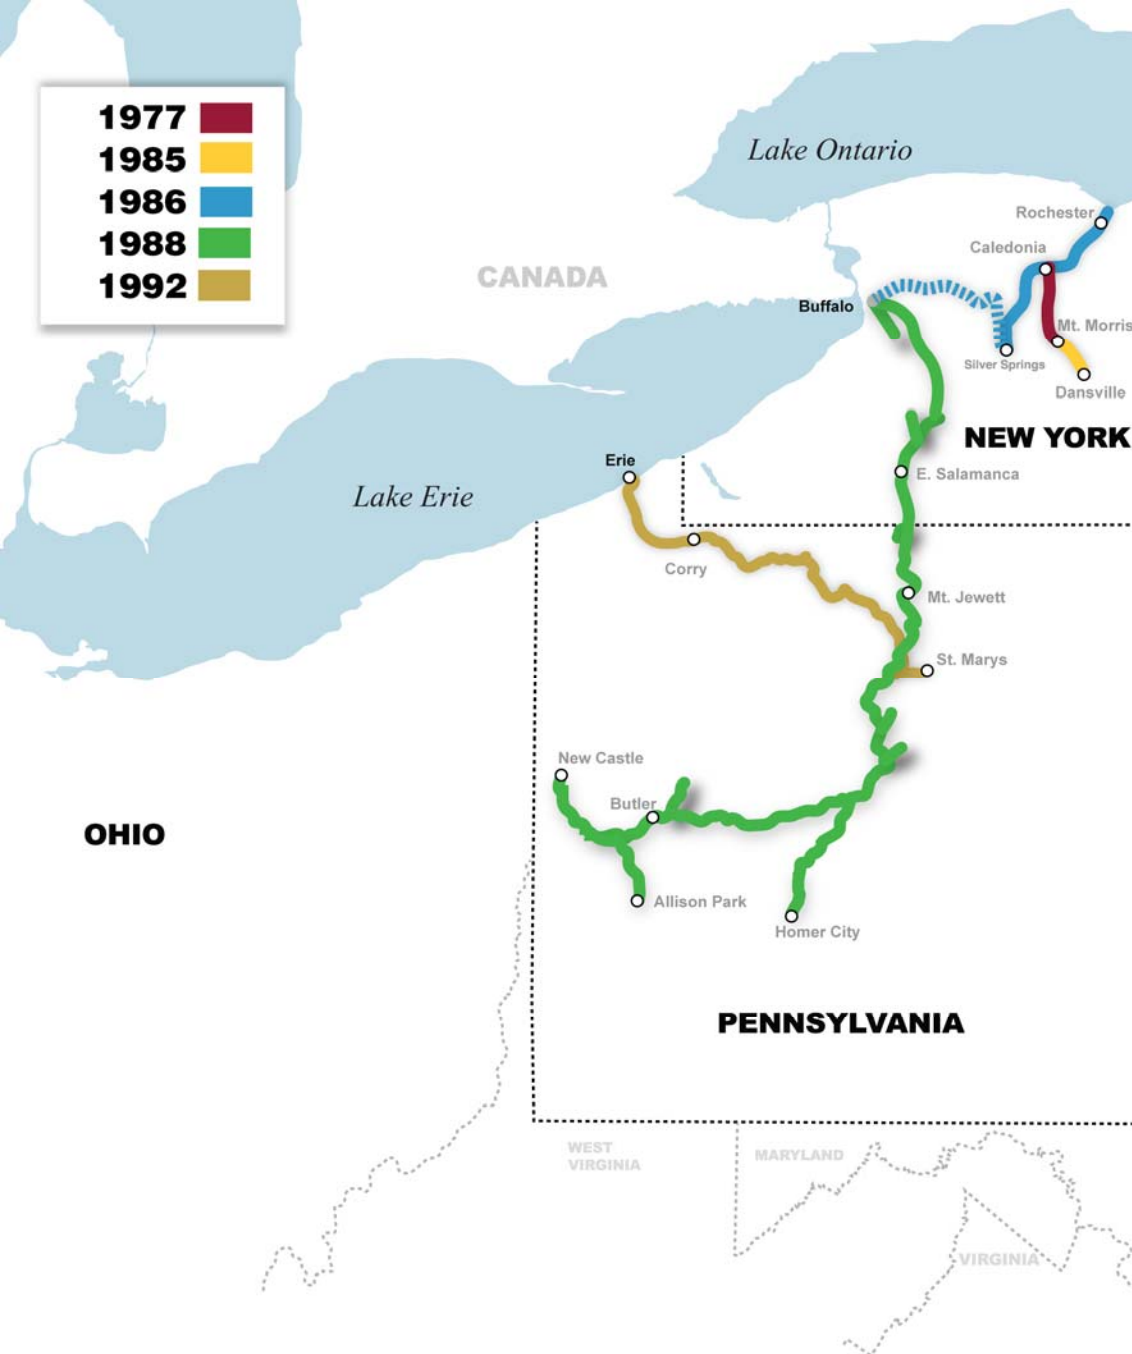 1977
1985
1986
1988
1992
Lake Ontario
Rochester
Caledonia
CANADA
Buffalo
Mt. Morris
Silver Springs
Dansville
NEW YORK
Erie
E. Salamanca
Lake Erie
Corry
Mt. Jewett
St. Marys
New Castle
Butler
OHIO
Allison Park
Homer City
PENNSYLVANIA
WEST
VIRGINIA
MARYLAND
VIRGINIA